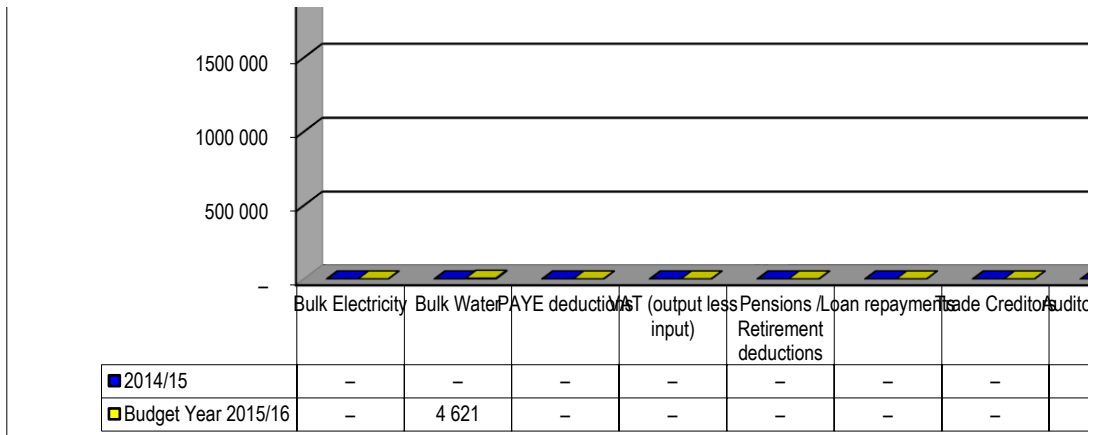 1500 000
1000 000
500 000
–
Bulk Electricity Bulk Water PAYE deductions VAT (output less input) Pensions / Retirement deductions Loan repayments Trade Creditors Audito
2014/15 – – – – – – –
Budget Year 2015/16 – 4 621 – – – – –